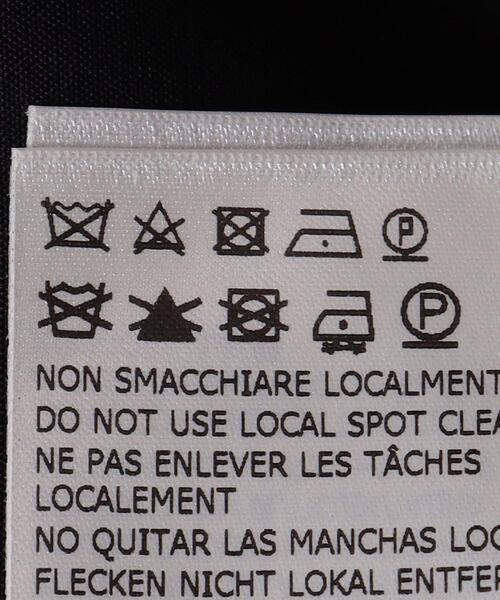 P
P
NON SMACCHIARE LOCALMENT
DO NOT USE LOCAL SPOT CLEA
NE PAS ENLEVER LES TÂCHES
LOCALEMENT
NO QUITAR LAS MANCHAS LOC
FLECKEN NICHT LOKAL ENTFER